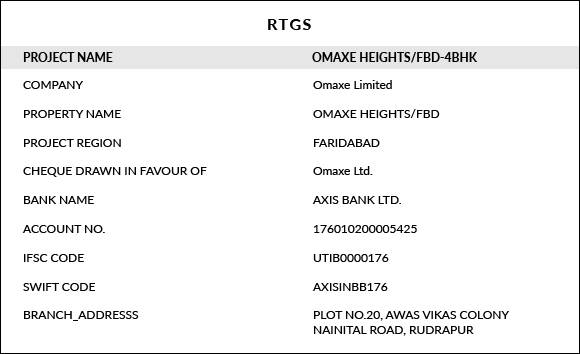 RTGS
PROJECT NAME OMAXE HEIGHTS/FBD-4BHK
COMPANY Omaxe Limited
PROPERTY NAME OMAXE HEIGHTS/FBD
PROJECT REGION FARIDABAD
CHEQUE DRAWN IN FAVOUR OF Omaxe Ltd.
BANK NAME AXIS BANK LTD.
ACCOUNT NO. 176010200005425
IFSC CODE UTIB0000176
SWIFT CODE AXISINBB176
BRANCH_ADDRESSS PLOT NO.20, AWAS VIKAS COLONY
NAINITAL ROAD, RUDRAPUR